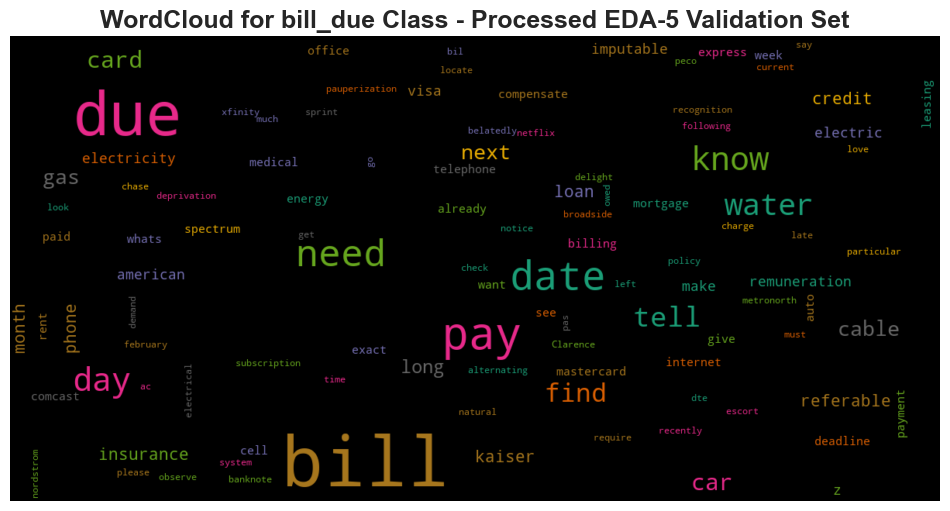 WordCloud for bill_due Class - Processed EDA-5 Validation Set
card
office
bil
locate
imputable
express
peco
week
current
say
pauperization
visa
compensate
credit
leasing
due
xfinity
much
sprint
belatedly
netflix
recognition
following
electric
love
electricity
medical
go
next
telephone
know
gas
chase
deprivation
energy
delight
loan
owed
mortgage
water
look
already
broadside
charge
paid
whats
spectrum
get
notice
billing
late
particular
need
american
check
want
date
left
policy
make
remuneration
metronorth
month
rent
phone
demand
see
pas
tell
auto
cable
pay
Clarence
give
must
february
exact
subscription
long
alternating
mastercard
internet
day
ac
electrical
time
find
comcast
dte
referable
payment
natural
escort
bill
require
recently
deadline
insurance
cell
system
kaiser
nordstrom
please
observe
banknote
car
z